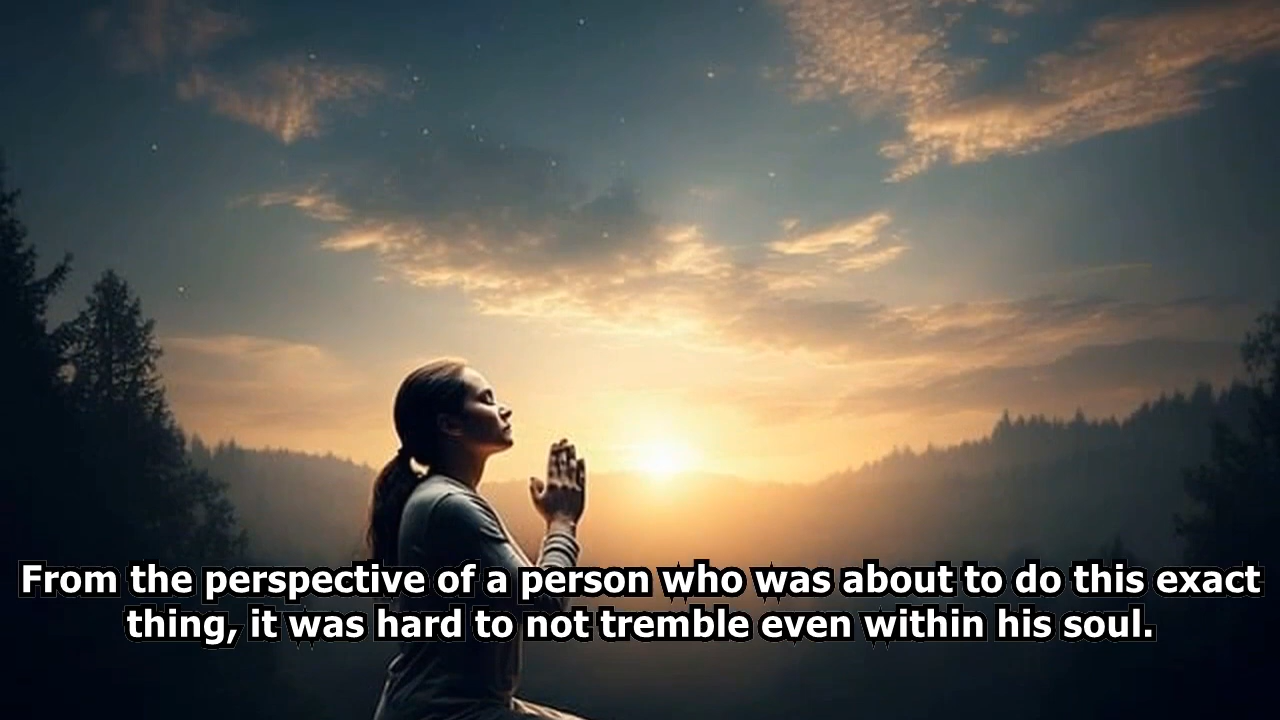 From the perspective of a person who was about to do this exact
thing, it was hard to not tremble even within his soul.